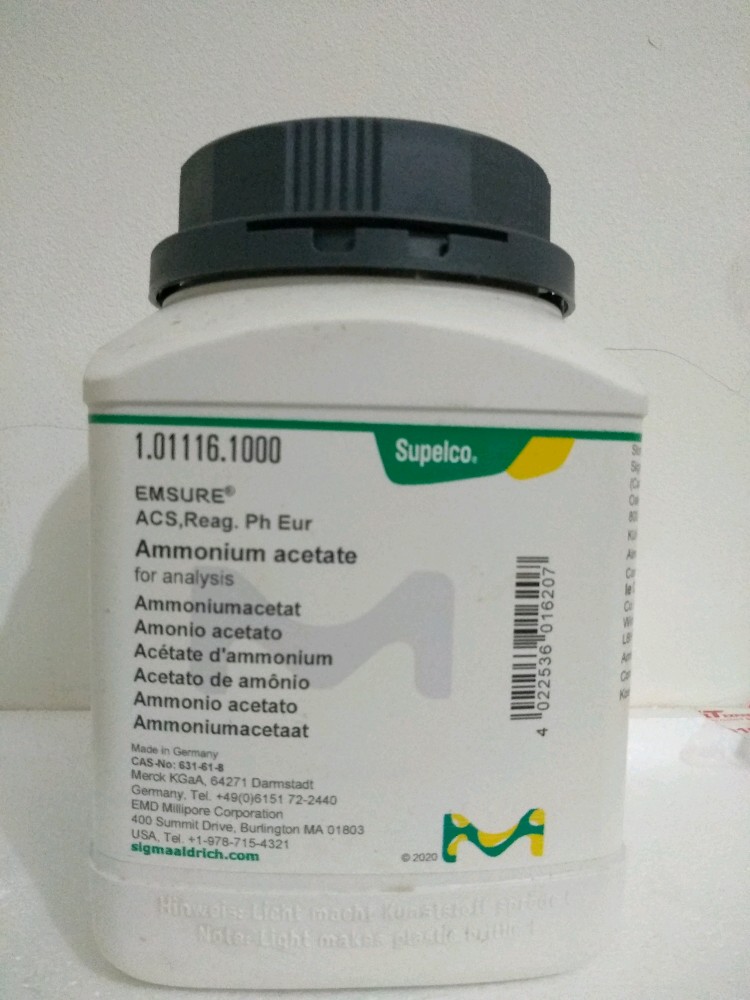 1.01116.1000
Supelco®
EMSURE®
ACS,Reag. Ph Eur
Ammonium acetate
for analysis
Ammoniumacetat
Amonio acetato
Acétate d'ammonium
Acetato de amônio
Ammonio acetato
Ammoniumacetaat
4 022536 016207
Made in Germany
CAS-No: 631-61-8
Merck KGaA, 64271 Darmstadt
Germany, Tel. +49(0)6151 72-2440
EMD Millipore Corporation
400 Summit Drive, Burlington MA 01803
USA, Tel. +1-978-715-4321
sigmaaldrich.com
© 2020
Hinweis: Licht macht Kunststoff spröde !
Note: Light makes plastic brittle !